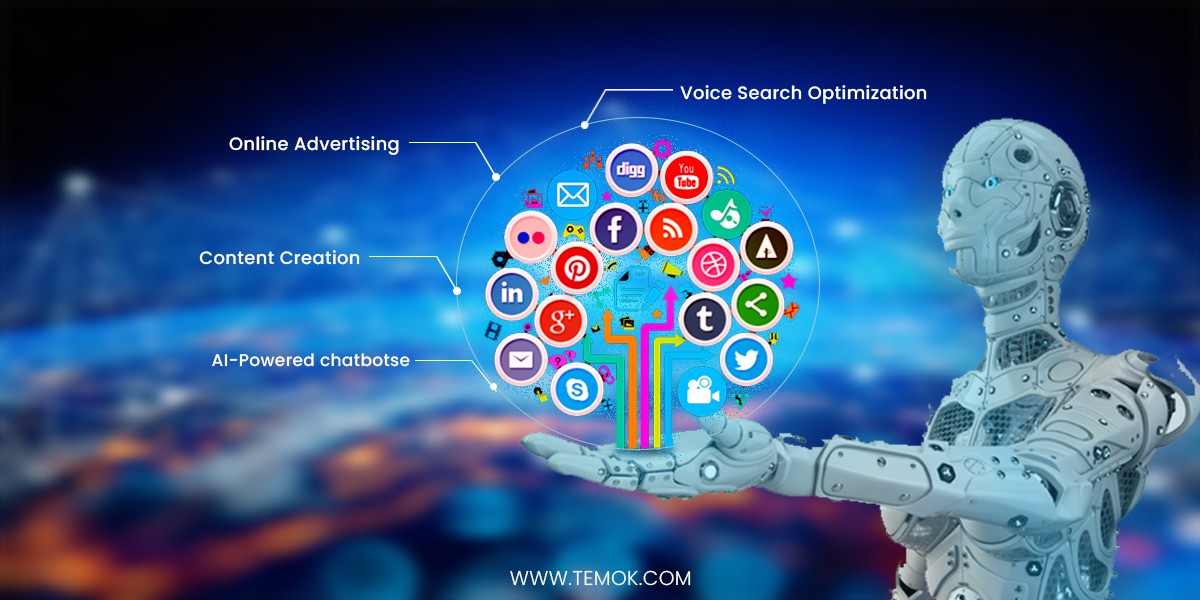 Voice Search Optimization
Online Advertising
digg
You
Tube
f
Content Creation
in
g+
t
AI-Powered chatbotse
S
WWW.TEMOK.COM